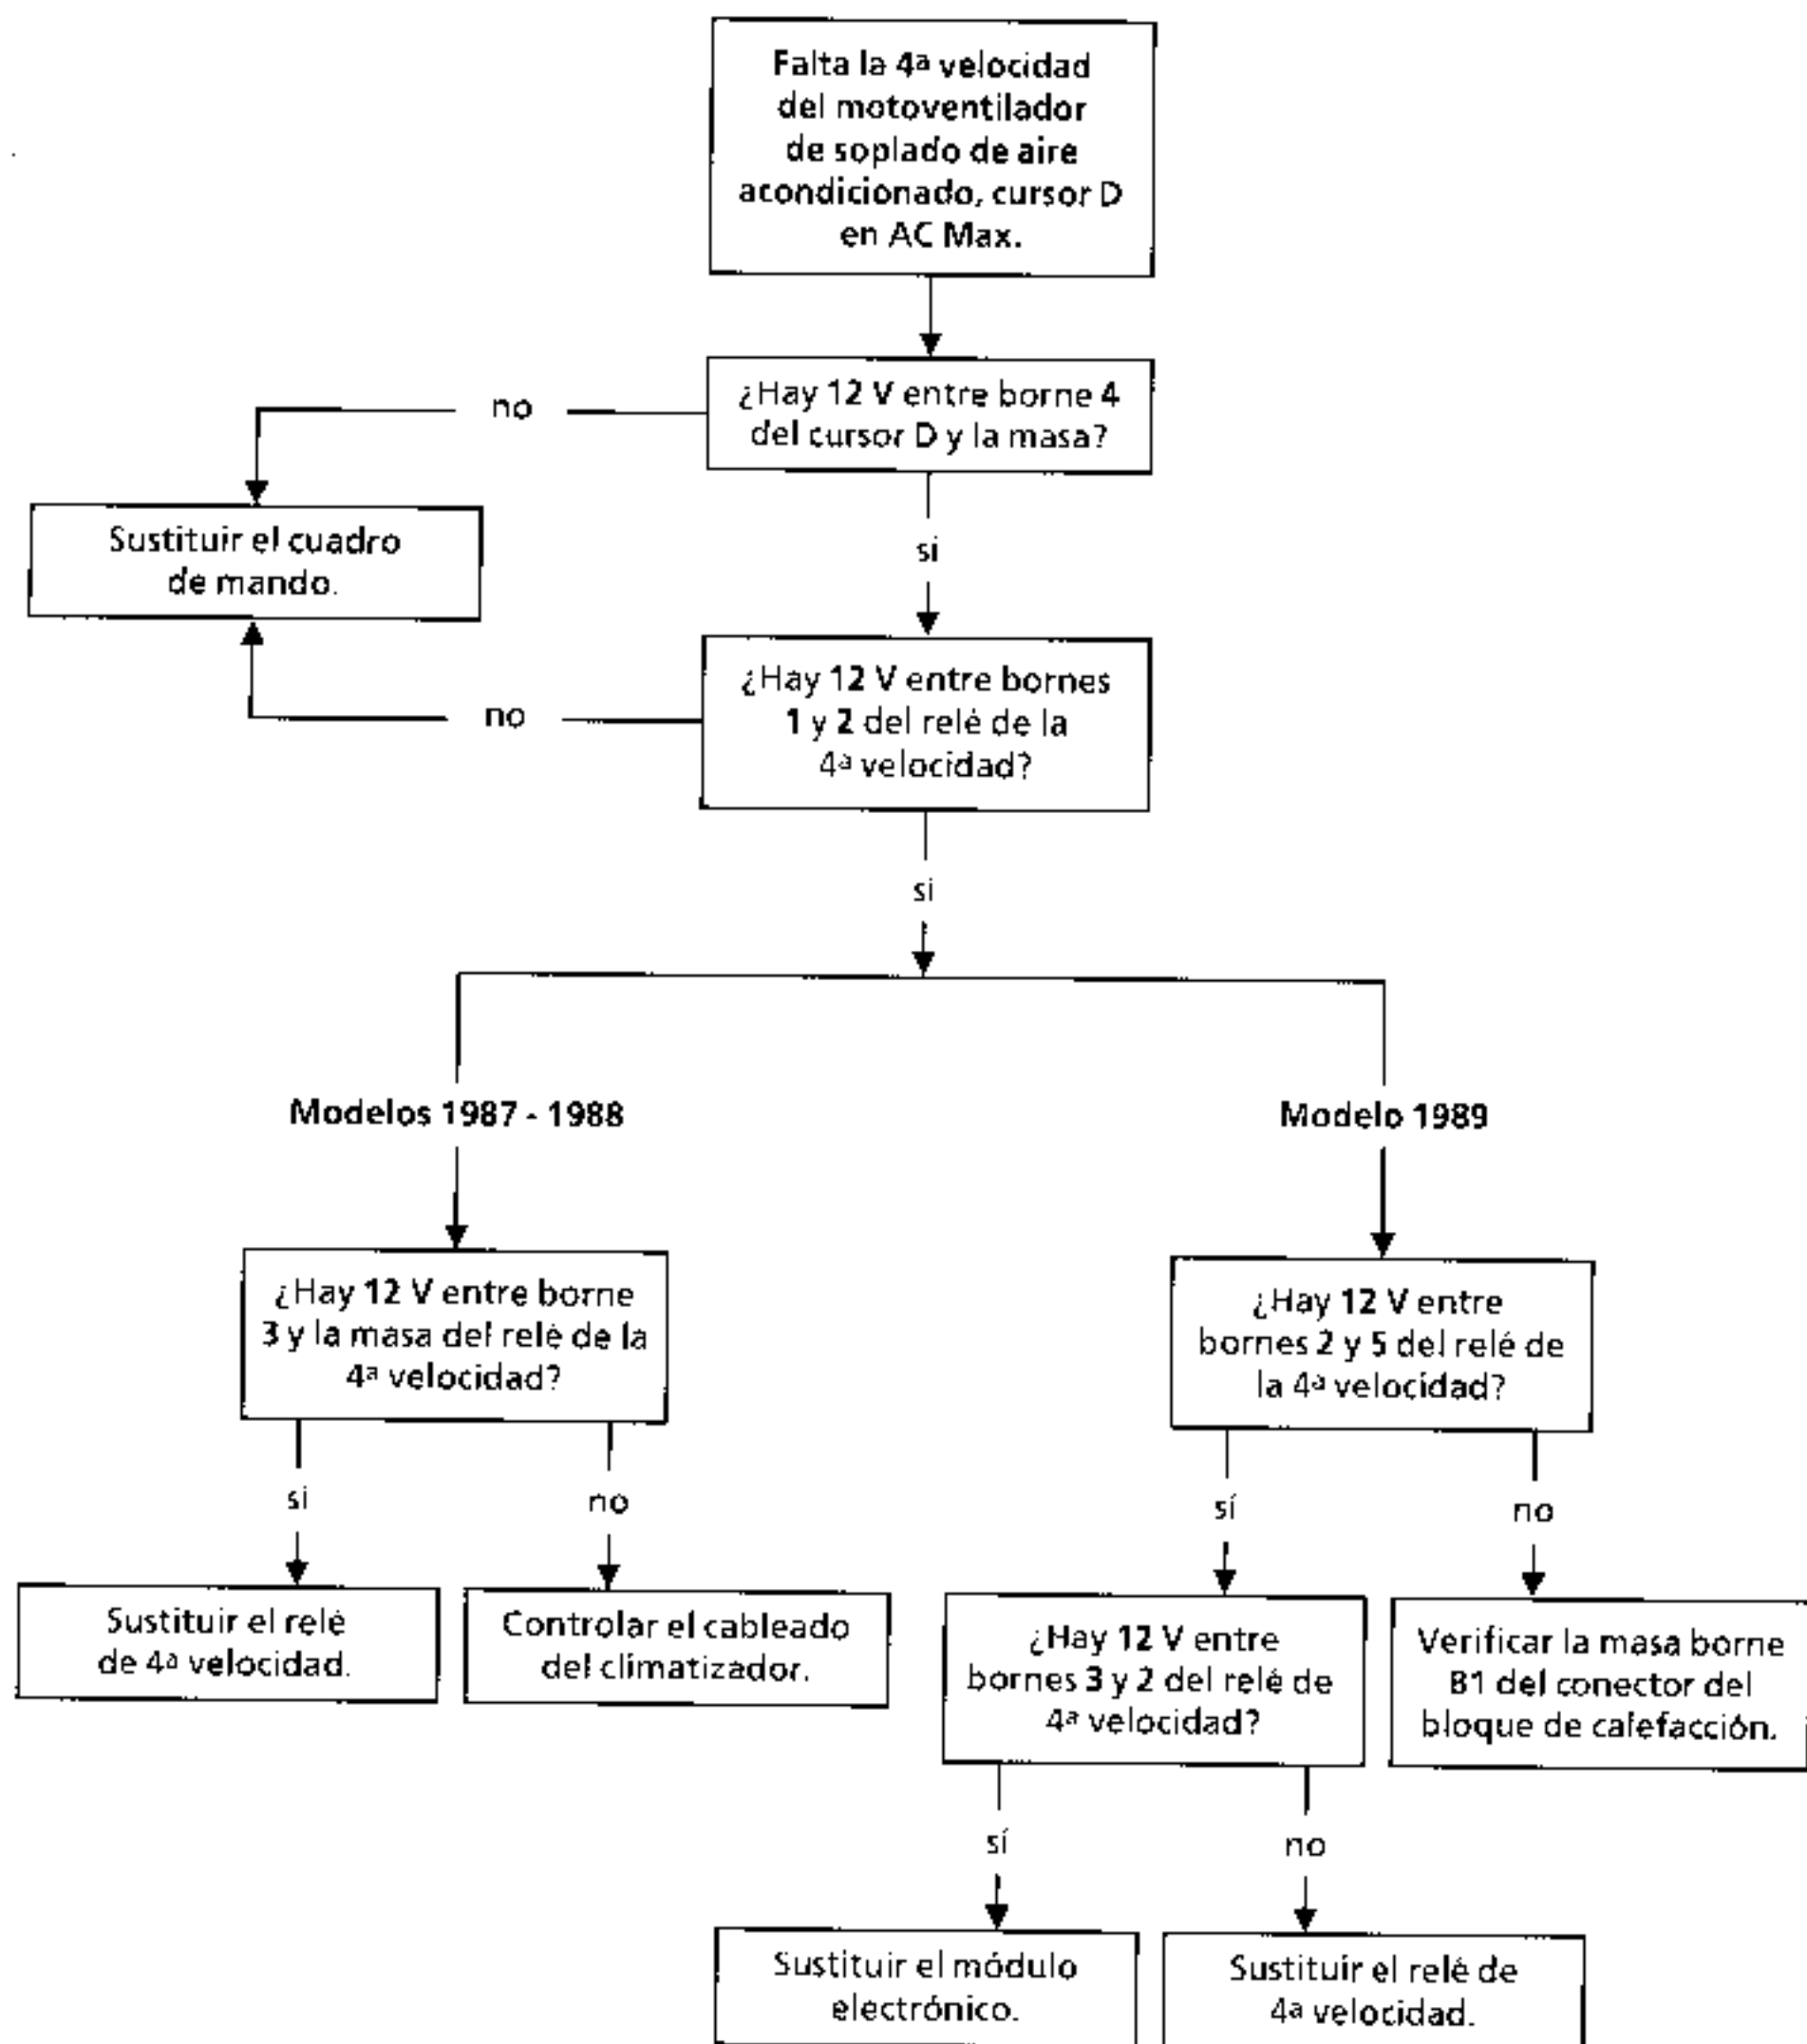 Falta la 4ª velocidad
del motoventilador
de soplado de aire
acondicionado, cursor D
en AC Max.
¿Hay 12 V entre borne 4
del cursor D y la masa?
no
Sustituir el cuadro
de mando.
si
¿Hay 12 V entre bornes
1 y 2 del relé de la
4ª velocidad?
no
si
Modelos 1987 - 1988
Modelo 1989
¿Hay 12 V entre borne
3 y la masa del relé de la
4ª velocidad?
¿Hay 12 V entre
bornes 2 y 5 del relé de
la 4ª velocidad?
si
no
sí
no
Sustituir el relé
de 4ª velocidad.
Controlar el cableado
del climatizador.
¿Hay 12 V entre
bornes 3 y 2 del relé de
4ª velocidad?
Verificar la masa borne
B1 del conector del
bloque de calefacción.
sí
no
Sustituir el módulo
electrónico.
Sustituir el relé de
4ª velocidad.